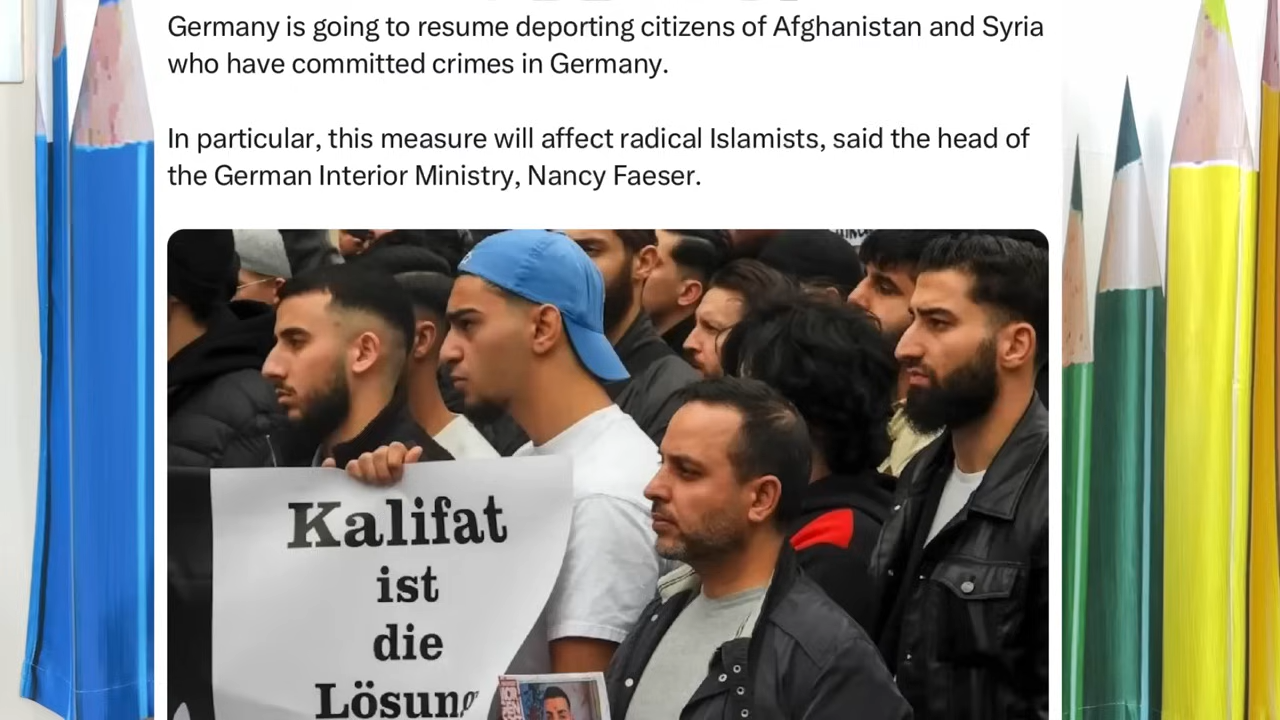 Germany is going to resume deporting citizens of Afghanistan and Syria
who have committed crimes in Germany.
In particular, this measure will affect radical Islamists, said the head of
the German Interior Ministry, Nancy Faeser.
Kalifat
ist
die
Lösung